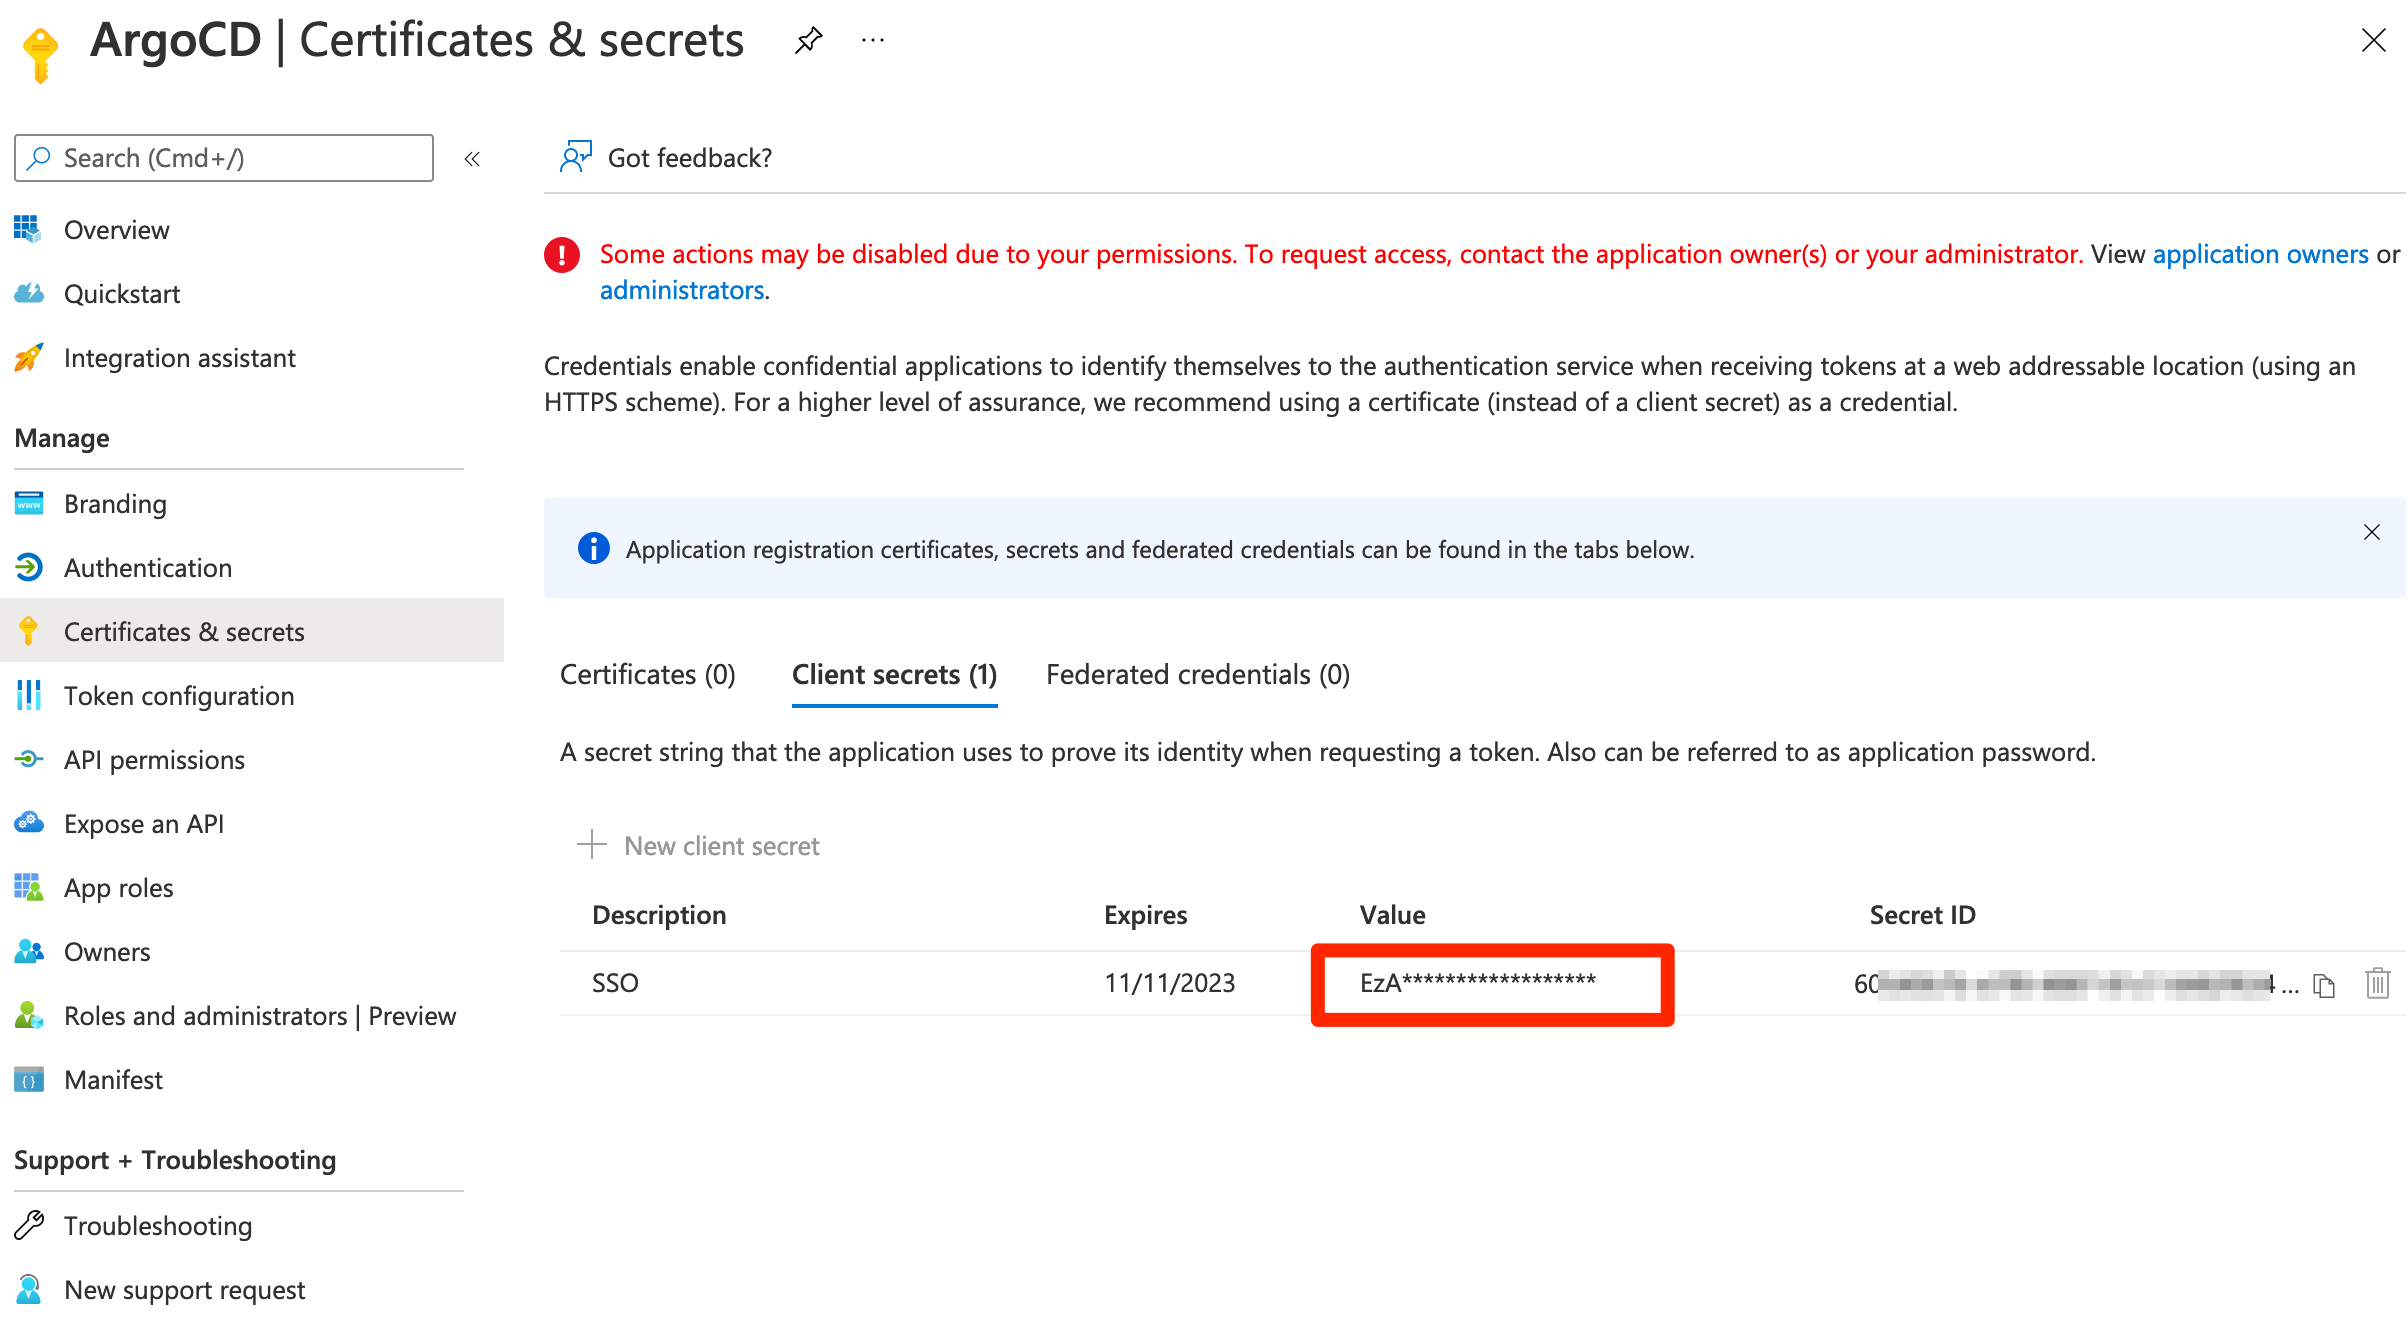 ArgoCD | Certificates & secrets
Search (Cmd+/)
Overview
Quickstart
Integration assistant
Manage
Branding
Authentication
Certificates & secrets
Token configuration
API permissions
Expose an API
App roles
Owners
Roles and administrators | Preview
Manifest
Support + Troubleshooting
Troubleshooting
New support request
Got feedback?
Some actions may be disabled due to your permissions. To request access, contact the application owner(s) or your administrator. View application owners or
administrators.
Credentials enable confidential applications to identify themselves to the authentication service when receiving tokens at a web addressable location (using an
HTTPS scheme). For a higher level of assurance, we recommend using a certificate (instead of a client secret) as a credential.
Application registration certificates, secrets and federated credentials can be found in the tabs below.
Certificates (0) Client secrets (1) Federated credentials (0)
A secret string that the application uses to prove its identity when requesting a token. Also can be referred to as application password.
New client secret
Description Expires Value Secret ID
SSO 11/11/2023 EzA****************** 60